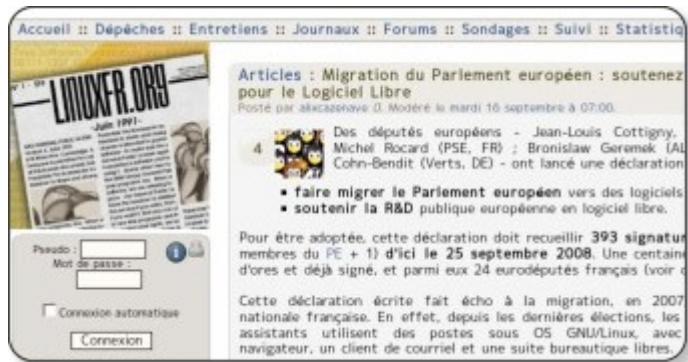 Accueil :: Dépêches :: Entretiens :: Journaux :: Forums :: Sondages :: Suivi :: Statistiq
LINUXFR.ORG
-Juin 1991-
Articles : Migration du Parlement européen : soutenez
pour le Logiciel Libre
Posté par alixcazenave (). Modéré le mardi 16 septembre à 07:00.
4
Des députés européens - Jean-Louis Cottigny,
Michel Rocard (PSE, FR) ; Bronislaw Geremek (AL
Cohn-Bendit (Verts, DE) - ont lancé une déclaration
▪ faire migrer le Parlement européen vers des logiciels
▪ soutenir la R&D publique européenne en logiciel libre.
Pour être adoptée, cette déclaration doit recueillir 393 signatur
membres du PE + 1) d'ici le 25 septembre 2008. Une centaine
d'ores et déjà signé, et parmi eux 24 eurodéputés français (voir
Cette déclaration écrite fait écho à la migration, en 2007
nationale française. En effet, depuis les dernières élections, les
assistants utilisent des postes sous OS GNU/Linux, avec
navigateur, un client de courriel et une suite bureautique libres.
Pseudo :
Mot de passe :
Connexion automatique
Connexion